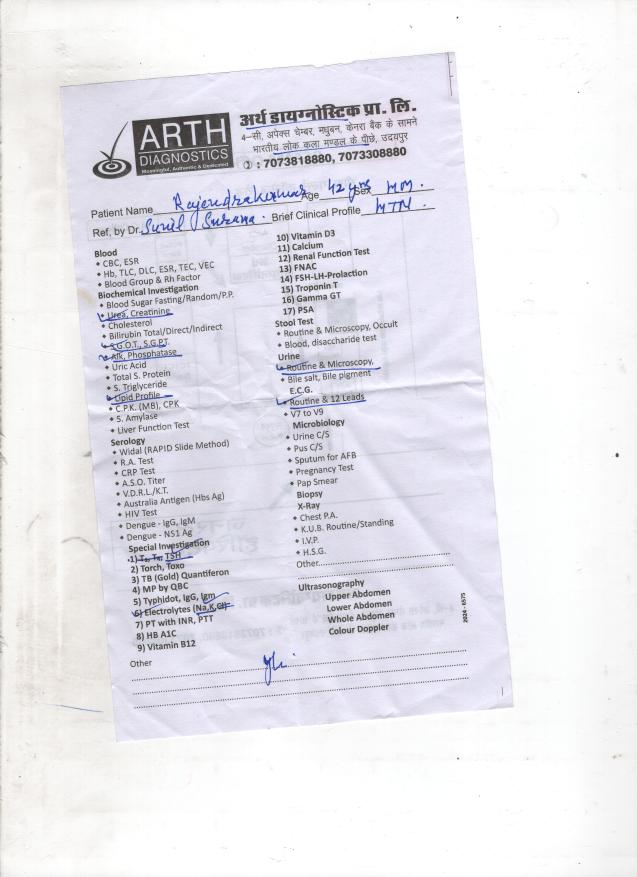 ARTH
DIAGNOSTICS
Meaningful, Authentic & Dedicated
अर्थ डायग्नोस्टिक प्रा. लि.
4-सी, अपेक्स चेम्बर, मधुबन, केनरा बैंक के सामने
भारतीय लोक कला मण्डल के पीछे, उदयपुर
: 7073818880, 7073308880
Patient Name Rajendra Kumar Age 42 yrs Sex M.
Ref. by Dr. Sunil Surana. Brief Clinical Profile HTN.
Blood
CBC, ESR
Hb, TLC, DLC, ESR, TEC, VEC
Blood Group & Rh Factor
Biochemical Investigation
Blood Sugar Fasting/Random/P.P.
Urea, Creatinine
Cholesterol
Bilirubin Total/Direct/Indirect
S.G.O.T., S.G.P.T.
Alk, Phosphatase
Uric Acid
Total S. Protein
S. Triglyceride
Lipid Profile
C.P.K. (MB), CPK
S. Amylase
Liver Function Test
Serology
Widal (RAPID Slide Method)
R.A. Test
CRP Test
A.S.O. Titer
V.D.R.L./K.T.
Australia Antigen (Hbs Ag)
HIV Test
Dengue - IgG, IgM
Dengue - NS1 Ag
Special Investigation
1) T₃, T₄, TSH
2) Torch, Toxo
3) TB (Gold) Quantiferon
4) MP by QBC
5) Typhidot, IgG, Igm
6) Electrolytes (Na,K,Cl)
7) PT with INR, PTT
8) HB A1C
9) Vitamin B12
10) Vitamin D3
11) Calcium
12) Renal Function Test
13) FNAC
14) FSH-LH-Prolaction
15) Troponin T
16) Gamma GT
17) PSA
Stool Test
Routine & Microscopy, Occult
Blood, disaccharide test
Urine
Routine & Microscopy,
Bile salt, Bile pigment
E.C.G.
Routine & 12 Leads
V7 to V9
Microbiology
Urine C/S
Pus C/S
Sputum for AFB
Pregnancy Test
Pap Smear
Biopsy
X-Ray
Chest P.A.
K.U.B. Routine/Standing
I.V.P.
H.S.G.
Other
Ultrasonography
Upper Abdomen
Lower Abdomen
Whole Abdomen
Colour Doppler
2024 - 6575
Other